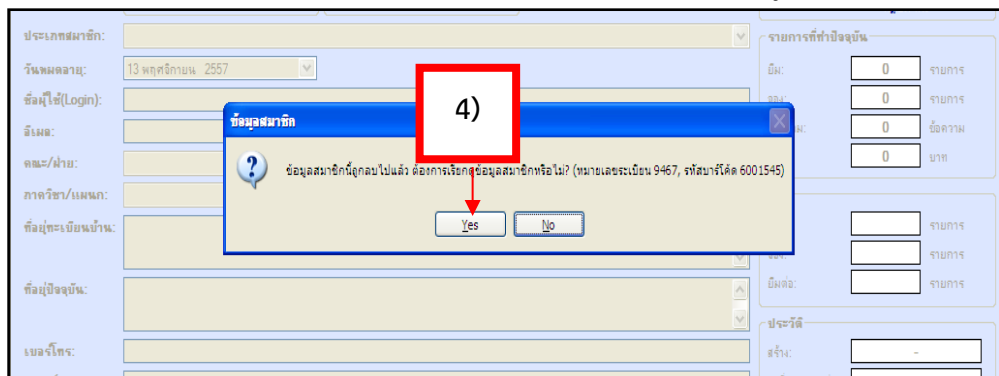 ประเภทสมาชิก:
วันหมดอายุ: 13 พฤศจิกายน 2557
ชื่อผู้ใช้(Login):
อีเมล:
คณะ/ฝ่าย:
ภาควิชา/แผนก:
ที่อยู่ทะเบียนบ้าน:
ที่อยู่ปัจจุบัน:
เบอร์โทร:
4)
ข้อมูลสมาชิก
ข้อมูลสมาชิกนี้ถูกลบไปแล้ว ต้องการเรียกดูข้อมูลสมาชิกหรือไม่? (หมายเลขระเบียน 9467, รหัสบาร์โค้ด 6001545)
Yes No
รายการที่ทำปัจจุบัน
ยืม: 0 รายการ
จอง: 0 รายการ
0 ข้อความ
0 บาท
รายการ
จอง: รายการ
ยืมต่อ: รายการ
ประวัติ
สร้าง: -